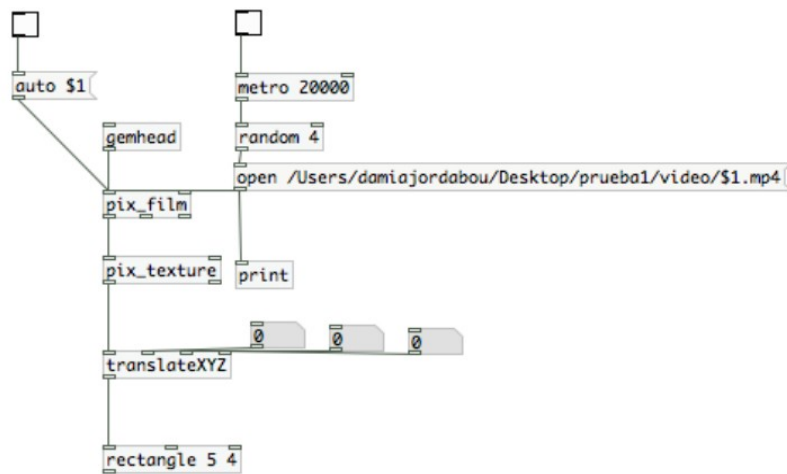 auto $1
metro 20000
gemhead
random 4
open /Users/damiajordabou/Desktop/prueba1/video/$1.mp4
pix_film
pix_texture
print
0
0
0
translateXYZ
rectangle 5 4